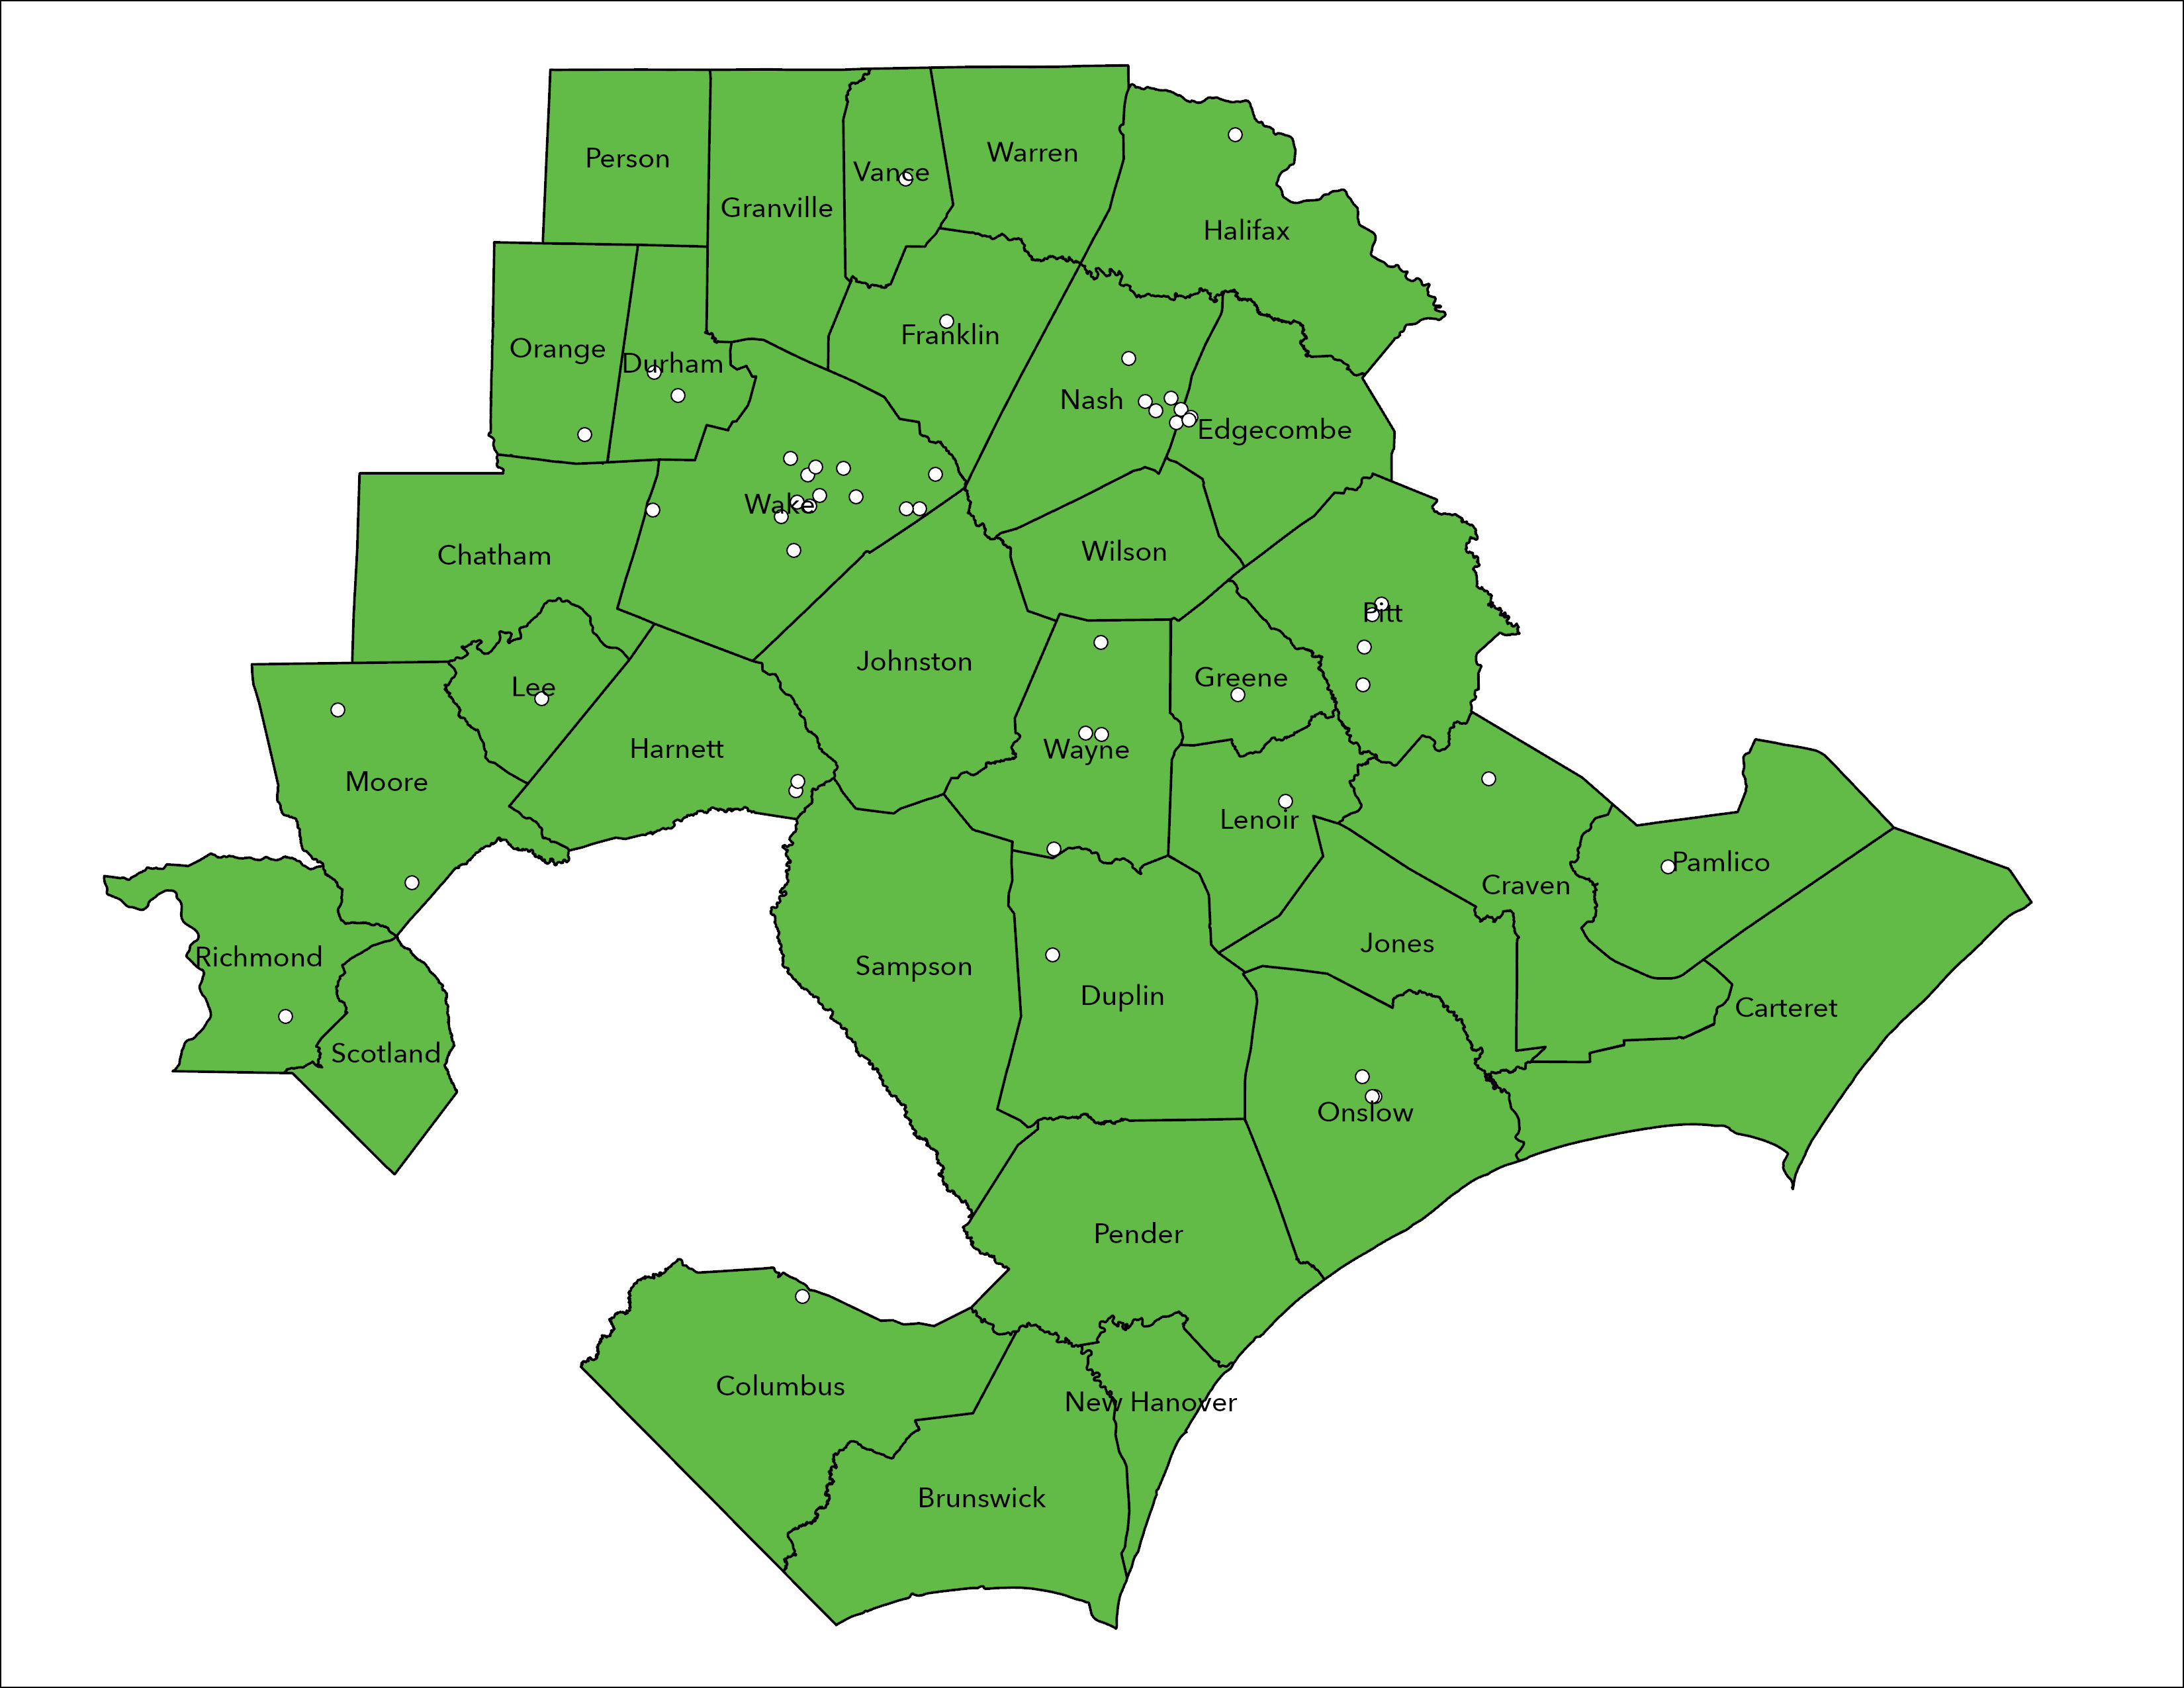 Person
Granville
Vance
Warren
Halifax
Orange
Durham
Franklin
Nash
Edgecombe
Chatham
Wake
Wilson
Pitt
Lee
Johnston
Greene
Moore
Harnett
Wayne
Lenoir
Pamlico
Craven
Richmond
Sampson
Jones
Duplin
Carteret
Scotland
Onslow
Pender
Columbus
New Hanover
Brunswick